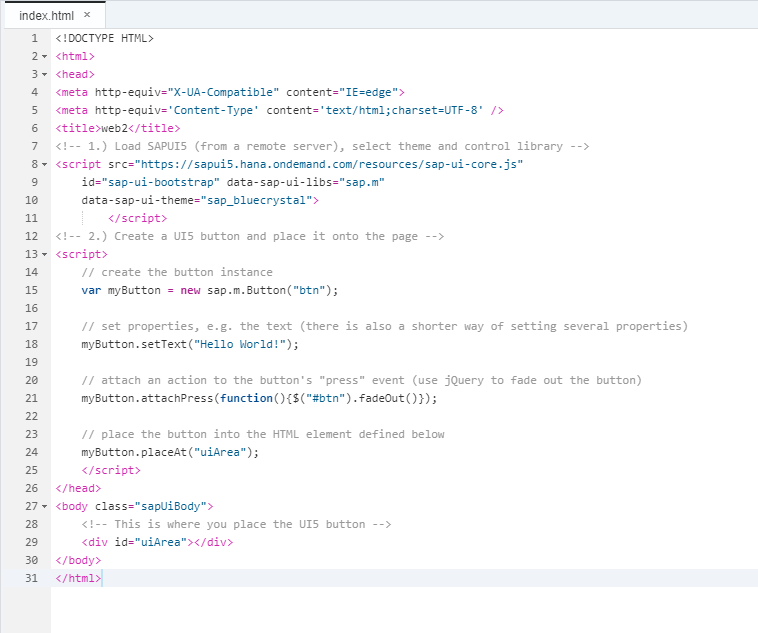 index.html ×
1 <!DOCTYPE HTML>
2 <html>
3 <head>
4 <meta http-equiv="X-UA-Compatible" content="IE=edge">
5 <meta http-equiv='Content-Type' content='text/html;charset=UTF-8' />
6 <title>web2</title>
7 <!-- 1.) Load SAPUI5 (from a remote server), select theme and control library -->
8 <script src="https://sapui5.hana.ondemand.com/resources/sap-ui-core.js"
9     id="sap-ui-bootstrap" data-sap-ui-libs="sap.m"
10     data-sap-ui-theme="sap_bluecrystal">
11         </script>
12 <!-- 2.) Create a UI5 button and place it onto the page -->
13 <script>
14     // create the button instance
15     var myButton = new sap.m.Button("btn");
16
17     // set properties, e.g. the text (there is also a shorter way of setting several properties)
18     myButton.setText("Hello World!");
19
20     // attach an action to the button's "press" event (use jQuery to fade out the button)
21     myButton.attachPress(function(){$("#btn").fadeOut()});
22
23     // place the button into the HTML element defined below
24     myButton.placeAt("uiArea");
25     </script>
26 </head>
27 <body class="sapUiBody">
28     <!-- This is where you place the UI5 button -->
29     <div id="uiArea"></div>
30 </body>
31 </html>